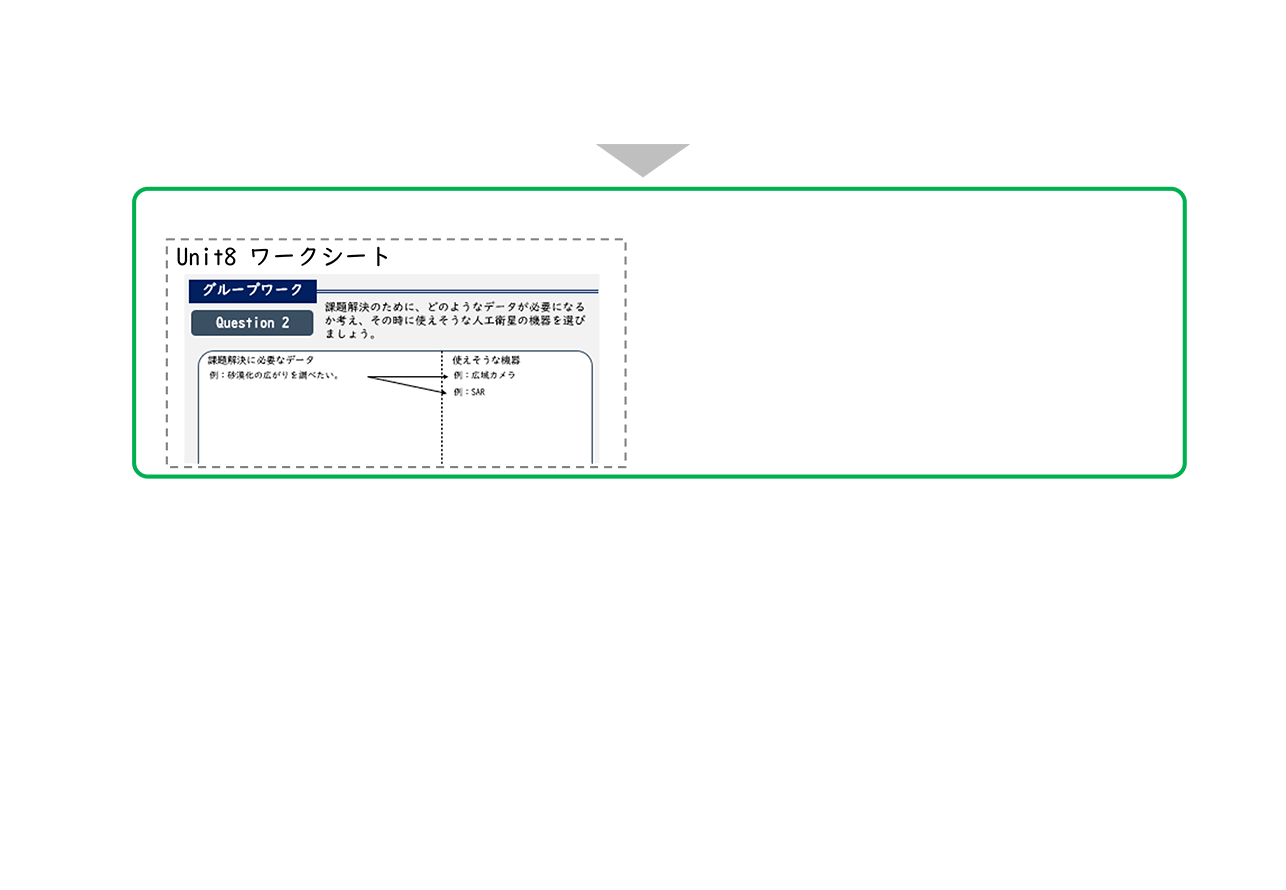 Unit8 ワークシート
グループワーク
Question 2
課題解決のために、どのようなデータが必要になる
か考え、その時に使えそうな人工衛星の機器を選び
ましょう。
課題解決に必要なデータ
例：砂漠化の広がりを調べたい。
使えそうな機器
例：広域カメラ
例：SAR